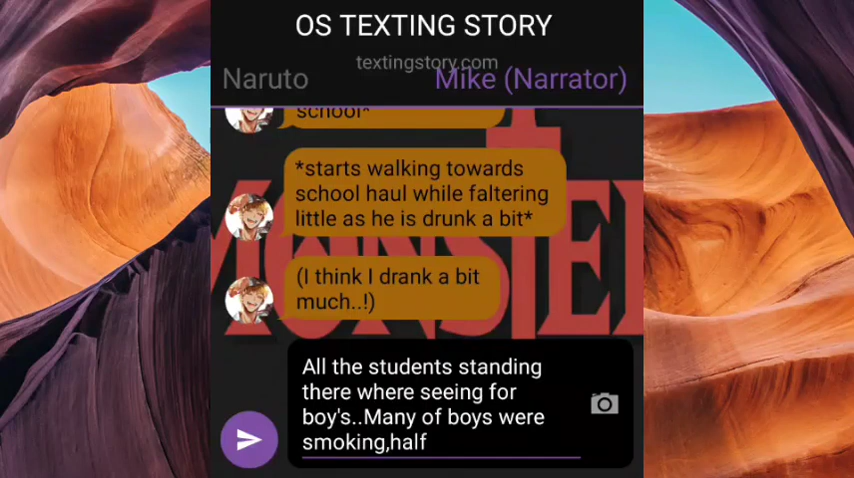 OS TEXTING STORY
textingstory.com
Naruto
Mike (Narrator)
school*
*starts walking towards
school haul while faltering
little as he is drunk a bit*
(I think I drank a bit
much..!)
All the students standing
there where seeing for
boy's..Many of boys were
smoking,half
MONSTER